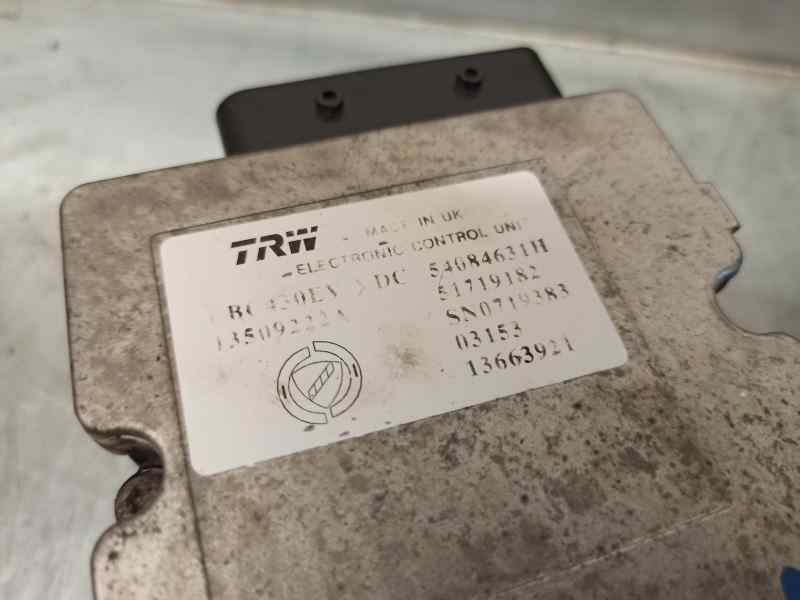 TRW - MADE IN UK
ELECTRONIC CONTROL UNIT
DC 54084631H
13509222A 51719182
SN0719383
03153
13663921